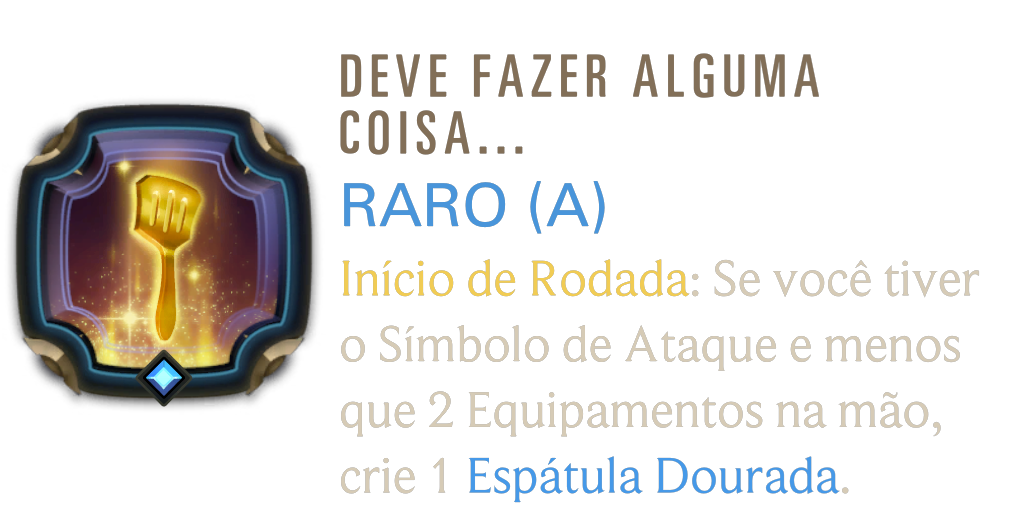 DEVE FAZER ALGUMA
COISA...
RARO (A)
Início de Rodada: Se você tiver
o Símbolo de Ataque e menos
que 2 Equipamentos na mão,
crie 1 Espátula Dourada.